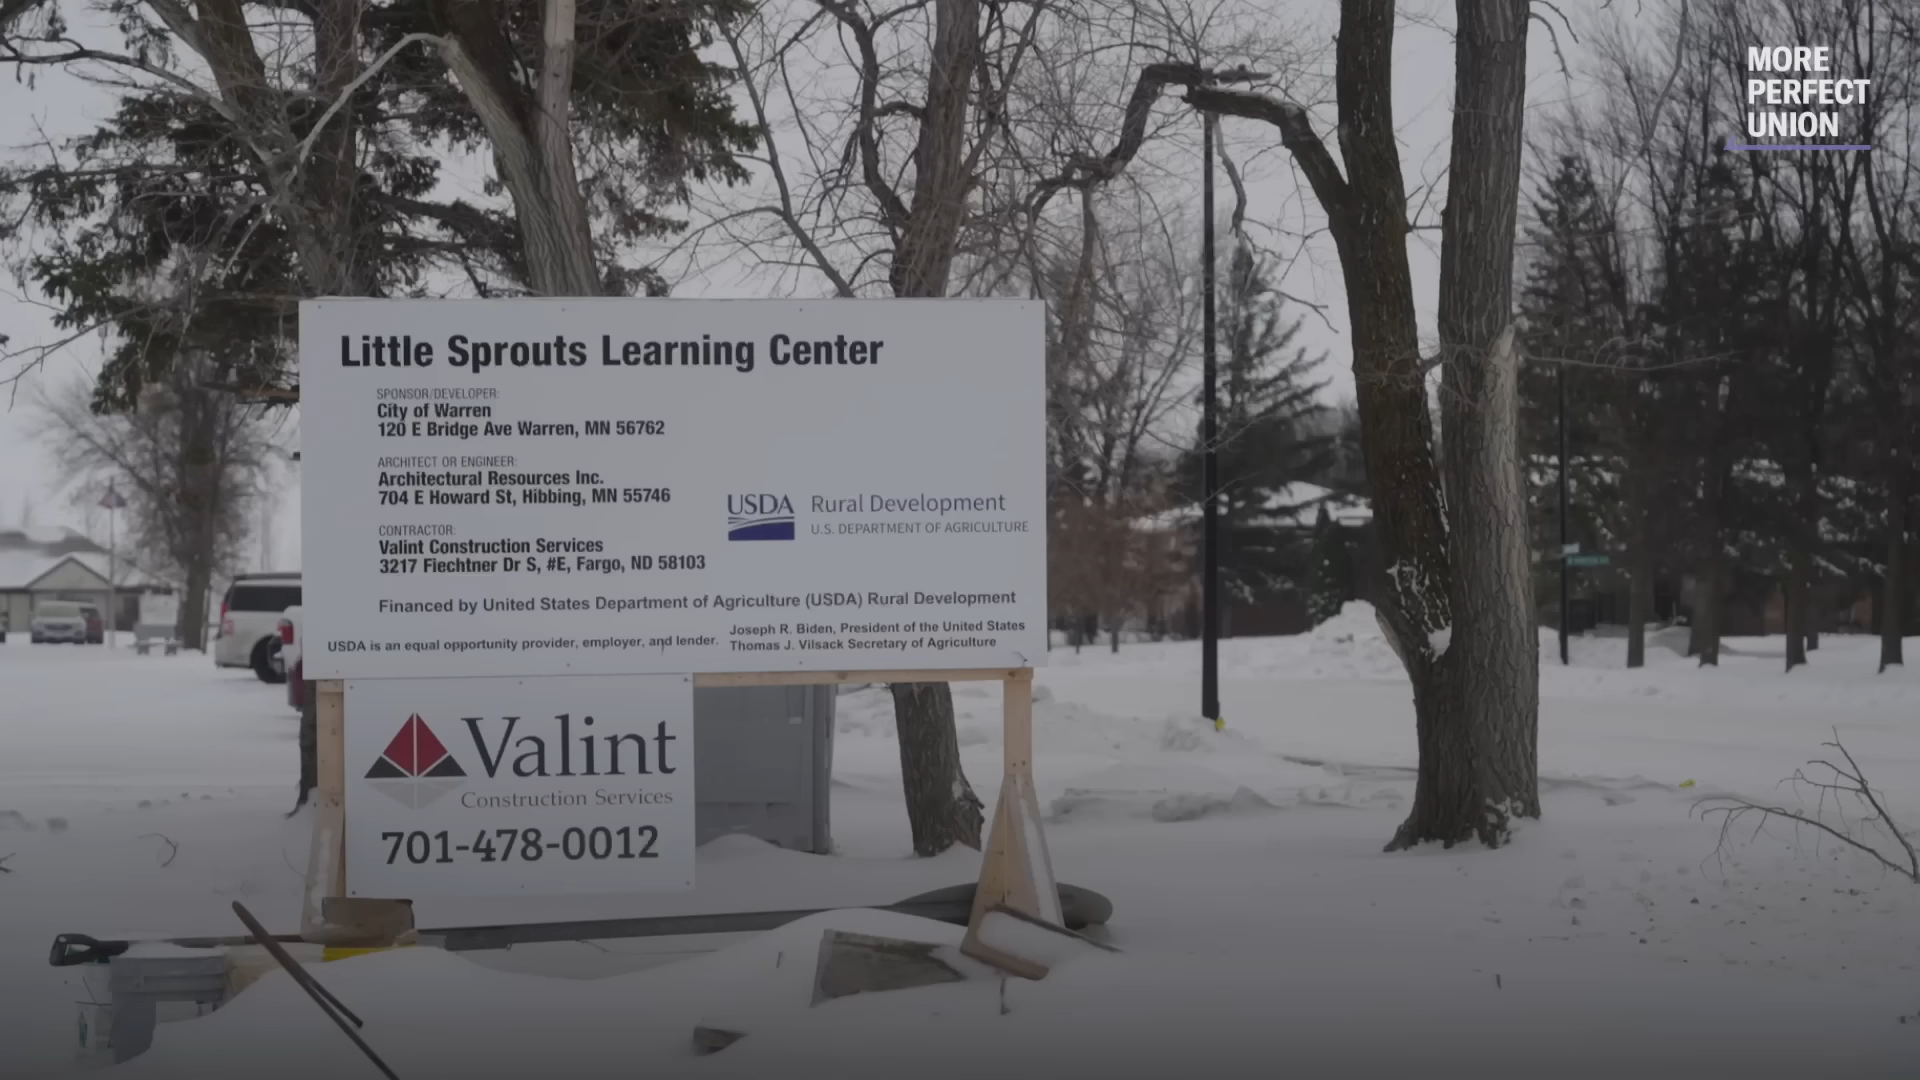 MORE
PERFECT
UNION
Little Sprouts Learning Center
SPONSOR/DEVELOPER:
City of Warren
120 E Bridge Ave Warren, MN 56762
ARCHITECT OR ENGINEER:
Architectural Resources Inc.
704 E Howard St, Hibbing, MN 55746
CONTRACTOR:
Valint Construction Services
3217 Fiechtner Dr S, #E, Fargo, ND 58103
USDA Rural Development
U.S. DEPARTMENT OF AGRICULTURE
Financed by United States Department of Agriculture (USDA) Rural Development
USDA is an equal opportunity provider, employer, and lender.
Joseph R. Biden, President of the United States
Thomas J. Vilsack Secretary of Agriculture
Valint
Construction Services
701-478-0012